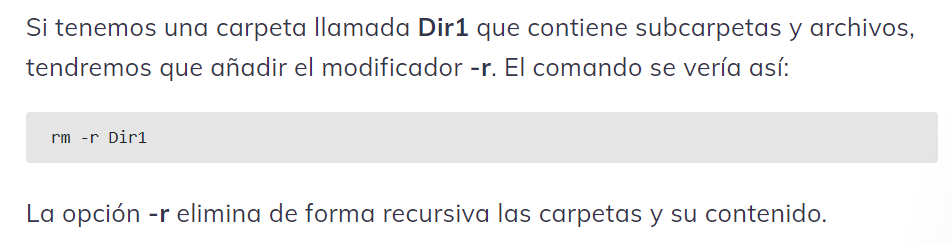 Si tenemos una carpeta llamada Dir1 que contiene subcarpetas y archivos,
tendremos que añadir el modificador -r. El comando se vería así:
rm -r Dir1
La opción -r elimina de forma recursiva las carpetas y su contenido.